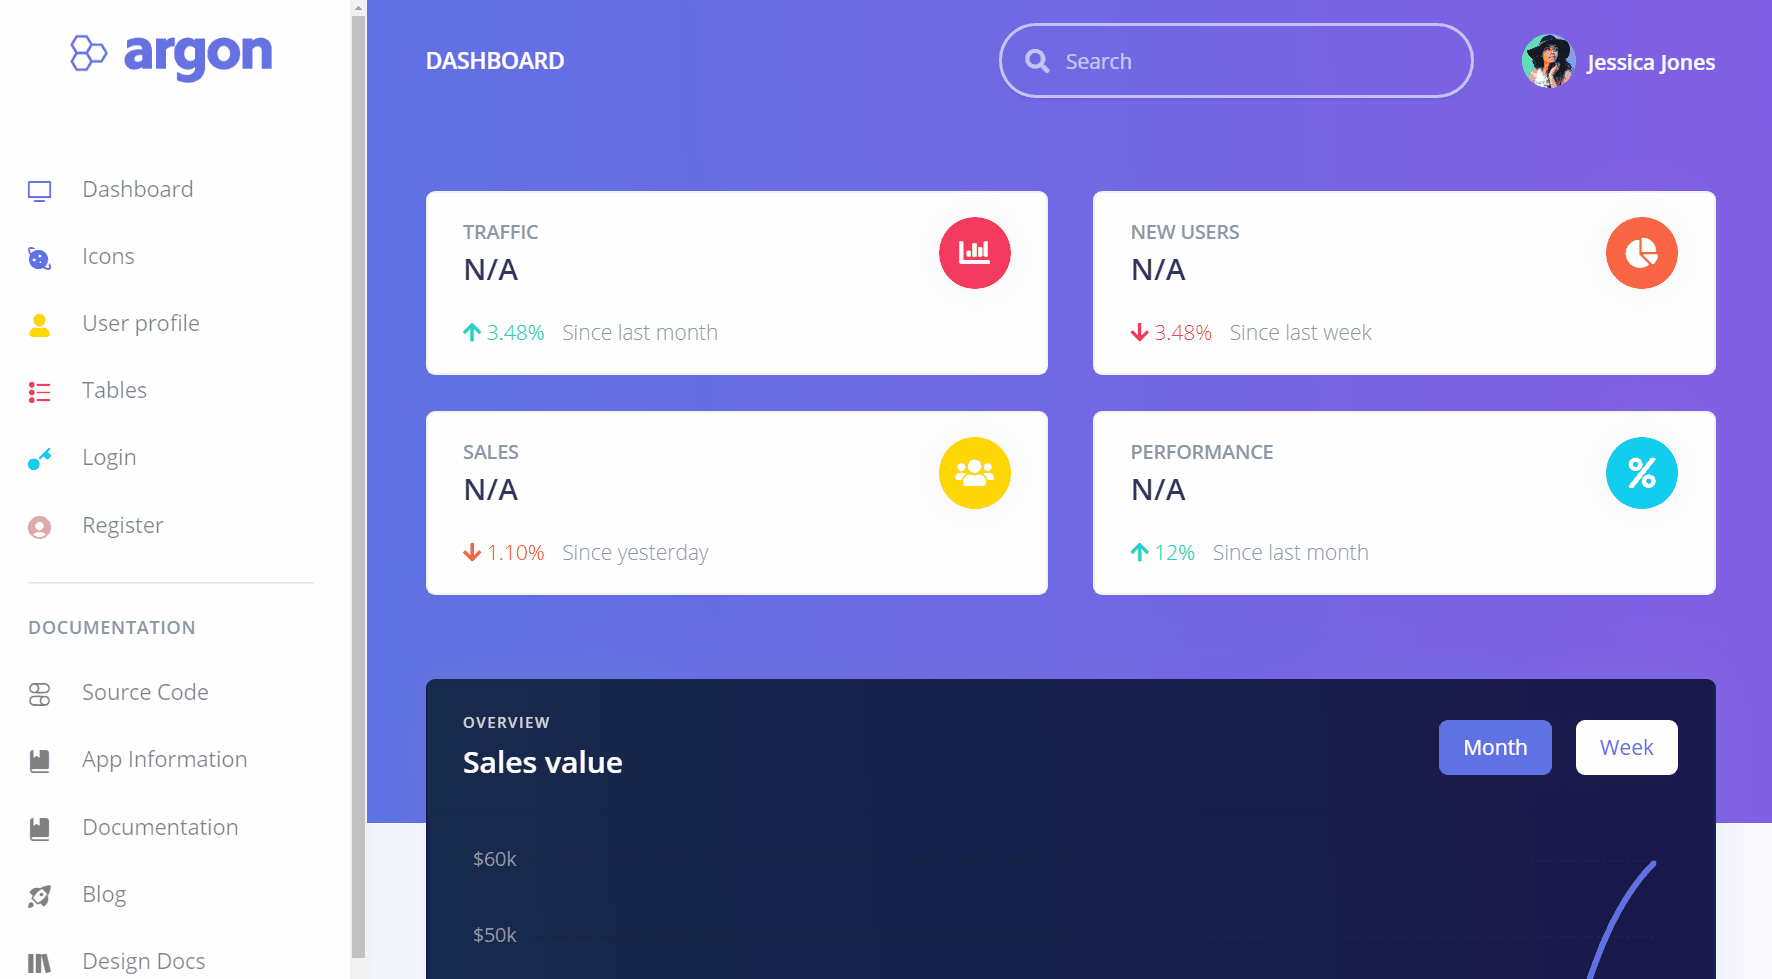 argon
Dashboard
Icons
User profile
Tables
Login
Register
DOCUMENTATION
Source Code
App Information
Documentation
Blog
Design Docs
DASHBOARD
Search
Jessica Jones
TRAFFIC
N/A
3.48% Since last month
NEW USERS
N/A
3.48% Since last week
SALES
N/A
1.10% Since yesterday
PERFORMANCE
N/A
12% Since last month
OVERVIEW
Sales value
Month
Week
$60k
$50k